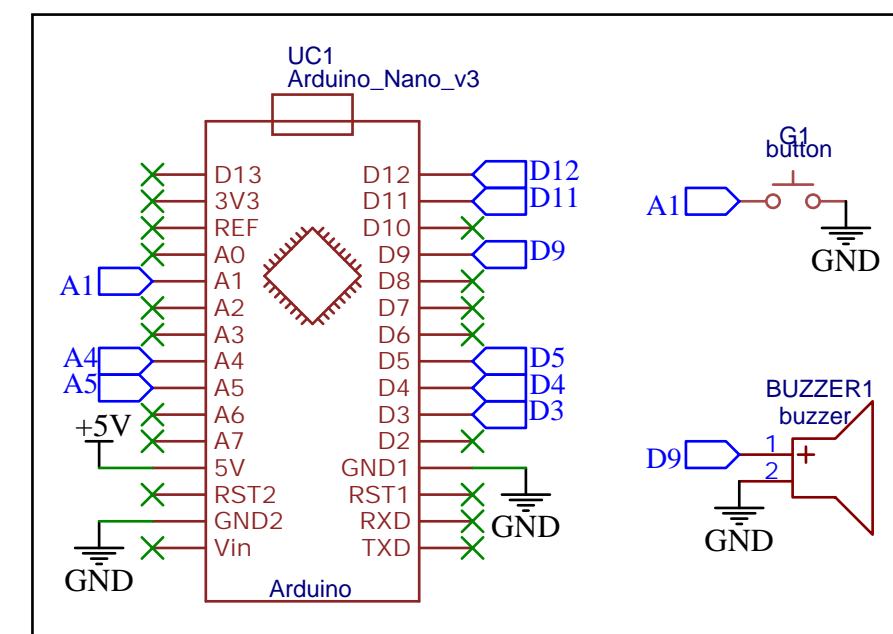 UC1
Arduino_Nano_v3
D13
3V3
REF
A0
A1
A1
A2
A3
A4
A4
A5
A5
A6
+5V
A7
5V
RST2
GND2
GND
Vin
D12
D12
D11
D11
D10
D9
D9
D8
D7
D6
D5
D5
D4
D4
D3
D3
D2
GND1
RST1
GND
RXD
TXD
Arduino
G1
button
A1
GND
BUZZER1
buzzer
D9
1
+
2
GND